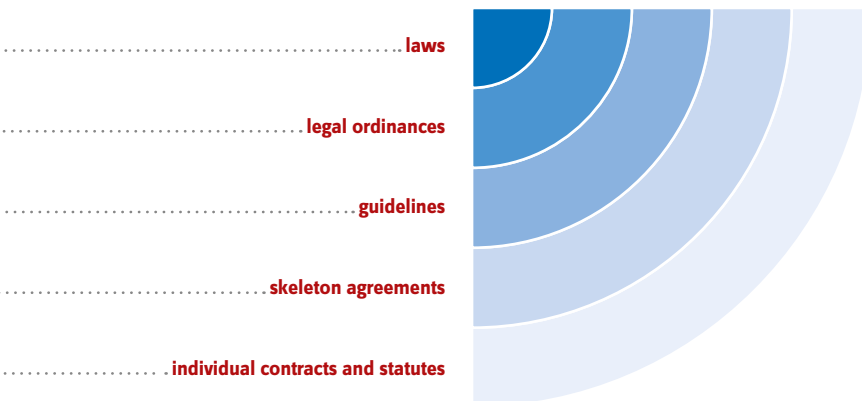 laws
legal ordinances
guidelines
skeleton agreements
individual contracts and statutes